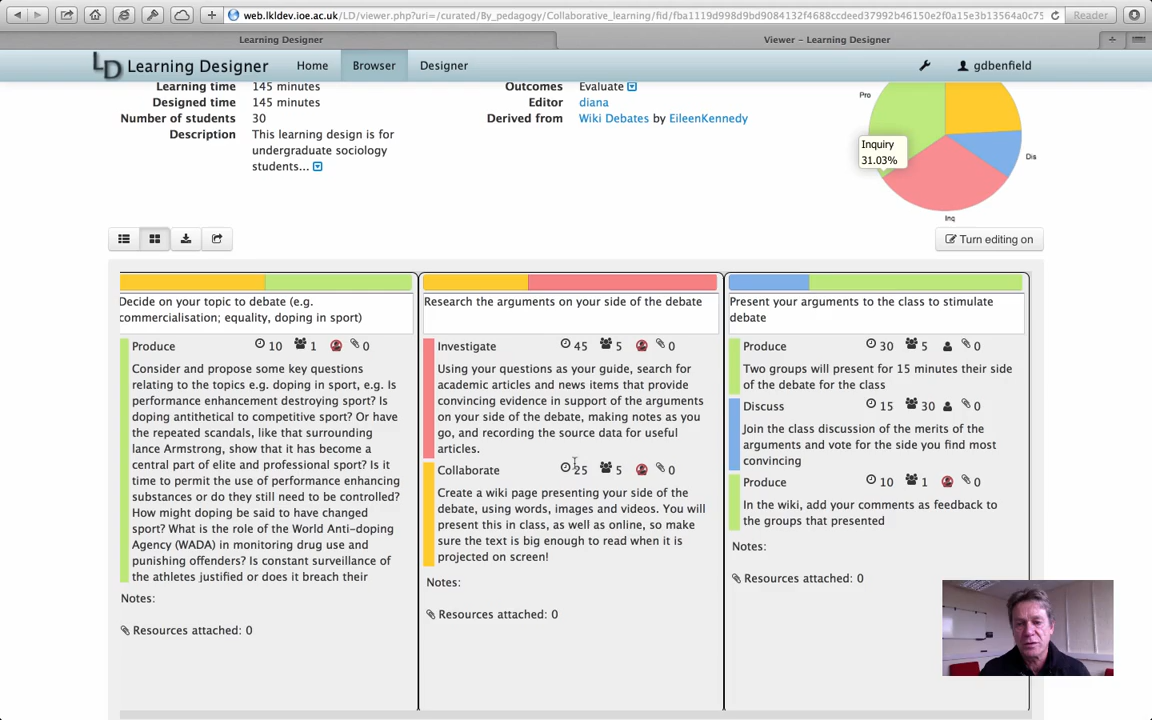 web.lkldev.ioe.ac.uk/LD/viewer.php?uri=/curated/By_pedagogy/Collaborative_learning/fid/fba1119d998d9bd9084132f4688ccdeed37992b46150e2f0a15e3b13564a0c75
Reader
Learning Designer
Viewer – Learning Designer
LD Learning Designer Home Browser Designer gdbenfield
Learning time 145 minutes
Designed time 145 minutes
Number of students 30
Description This learning design is for
undergraduate sociology
students...
Outcomes Evaluate
Editor diana
Derived from Wiki Debates by EileenKennedy
Pro
Dis
Inquiry
31.03%
Inq
Turn editing on
Decide on your topic to debate (e.g.
commercialisation; equality, doping in sport)
Produce 10 1 0
Consider and propose some key questions
relating to the topics e.g. doping in sport, e.g. Is
performance enhancement destroying sport? Is
doping antithetical to competitive sport? Or have
the repeated scandals, like that surrounding
lance Armstrong, show that it has become a
central part of elite and professional sport? Is it
time to permit the use of performance enhancing
substances or do they still need to be controlled?
How might doping be said to have changed
sport? What is the role of the World Anti-doping
Agency (WADA) in monitoring drug use and
punishing offenders? Is constant surveillance of
the athletes justified or does it breach their
Notes:
Resources attached: 0
Research the arguments on your side of the debate
Investigate 45 5 0
Using your questions as your guide, search for
academic articles and news items that provide
convincing evidence in support of the arguments
on your side of the debate, making notes as you
go, and recording the source data for useful
articles.
Collaborate 25 5 0
Create a wiki page presenting your side of the
debate, using words, images and videos. You will
present this in class, as well as online, so make
sure the text is big enough to read when it is
projected on screen!
Notes:
Resources attached: 0
Present your arguments to the class to stimulate
debate
Produce 30 5 0
Two groups will present for 15 minutes their side
of the debate for the class
Discuss 15 30 0
Join the class discussion of the merits of the
arguments and vote for the side you find most
convincing
Produce 10 1 0
In the wiki, add your comments as feedback to
the groups that presented
Notes:
Resources attached: 0